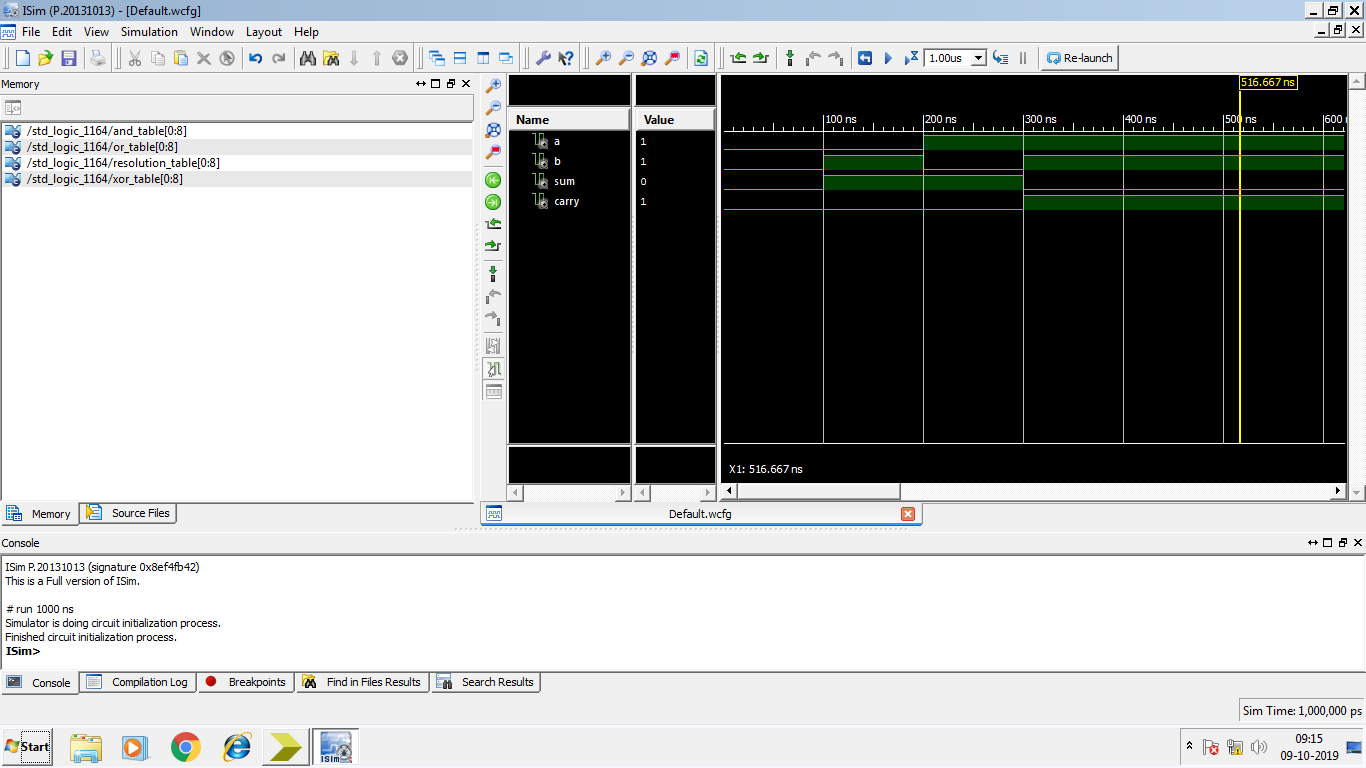 ISim (P.20131013) - [Default.wcfg]
File Edit View Simulation Window Layout Help
1.00us
Re-launch
Memory
/std_logic_1164/and_table[0:8]
/std_logic_1164/or_table[0:8]
/std_logic_1164/resolution_table[0:8]
/std_logic_1164/xor_table[0:8]
Memory
Source Files
Name Value
a 1
b 1
sum 0
carry 1
516.667 ns
100 ns 200 ns 300 ns 400 ns 500 ns 600
X1: 516.667 ns
Default.wcfg
Console
ISim P.20131013 (signature 0x8ef4fb42)
This is a Full version of ISim.
# run 1000 ns
Simulator is doing circuit initialization process.
Finished circuit initialization process.
ISim>
Console Compilation Log Breakpoints Find in Files Results Search Results
Sim Time: 1,000,000 ps
Start
ISim
09:15
09-10-2019